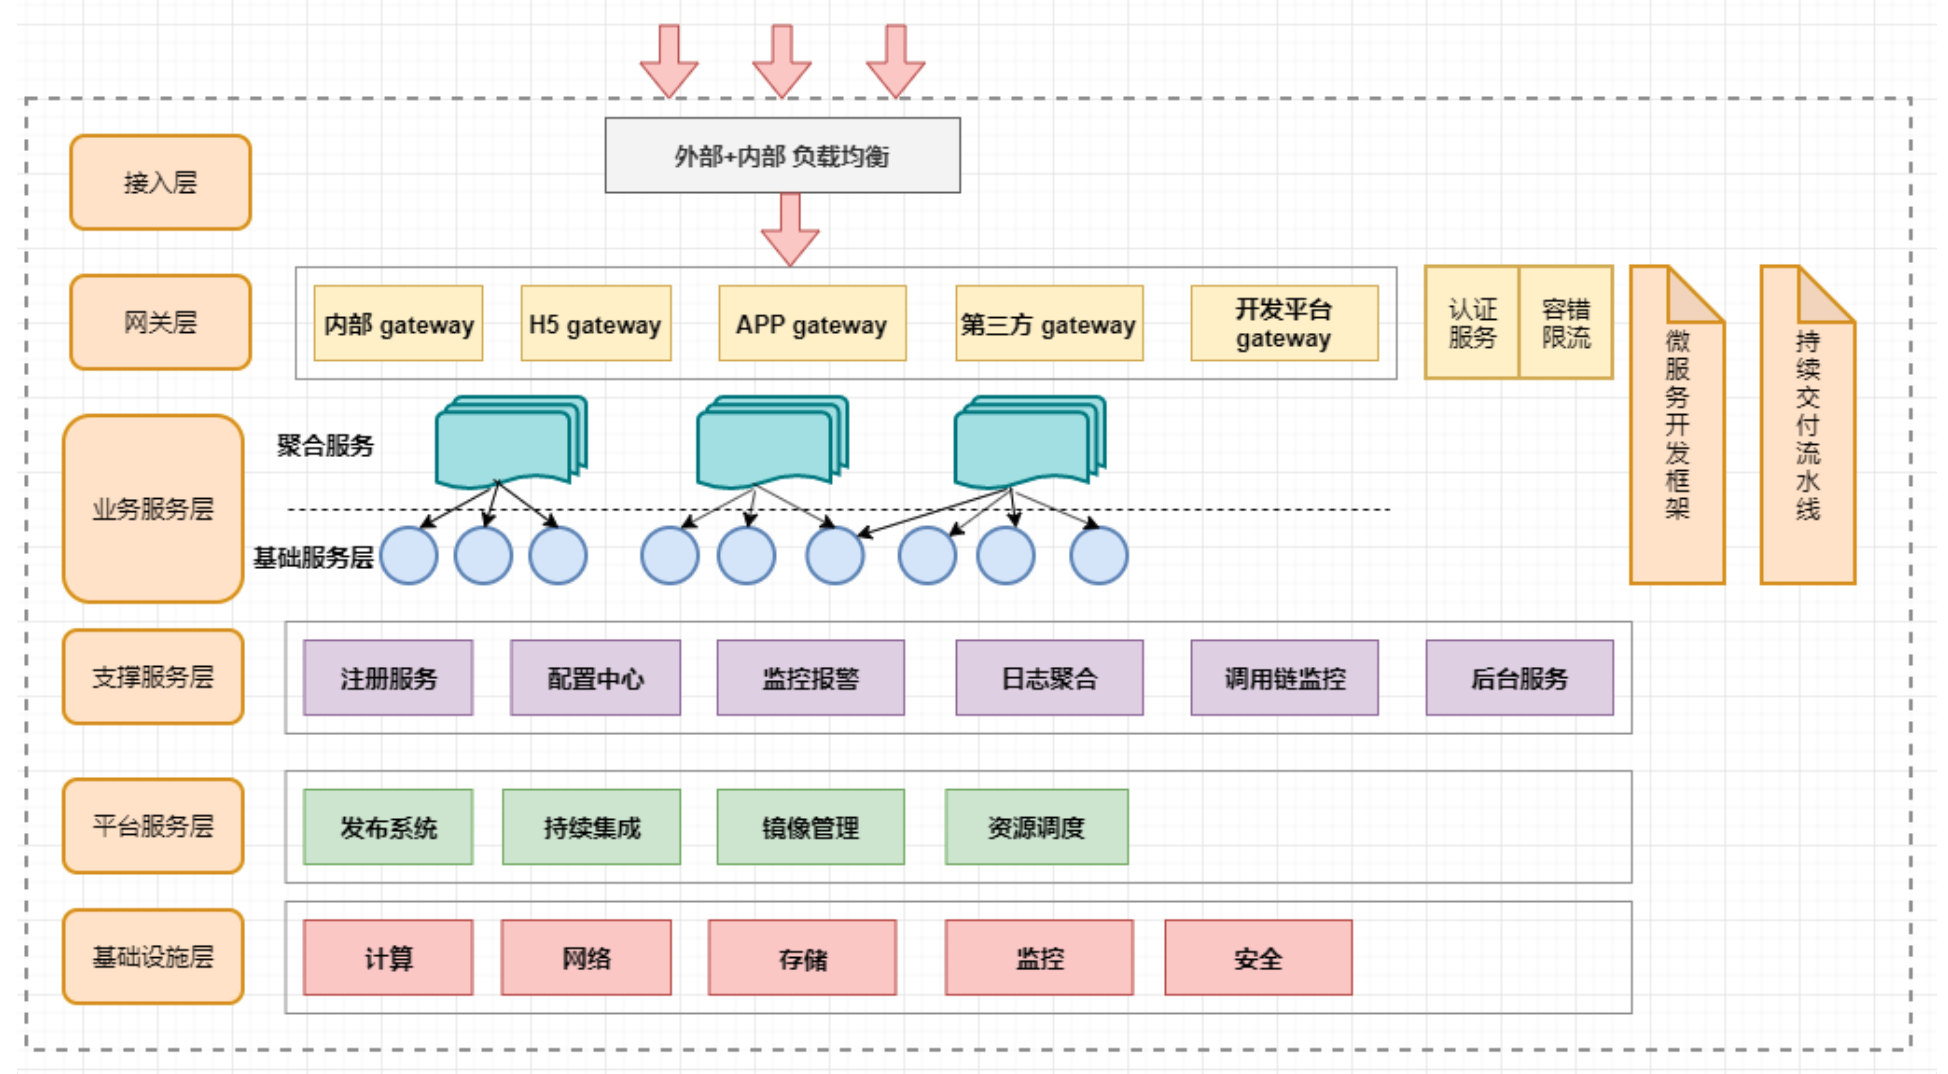 外部+内部 负载均衡
接入层
网关层
内部 gateway
H5 gateway
APP gateway
第三方 gateway
开发平台
gateway
认证
服务
容错
限流
微
服
务
开
发
框
架
持
续
交
付
流
水
线
业务服务层
聚合服务
基础服务层
支撑服务层
注册服务
配置中心
监控报警
日志聚合
调用链监控
后台服务
平台服务层
发布系统
持续集成
镜像管理
资源调度
基础设施层
计算
网络
存储
监控
安全